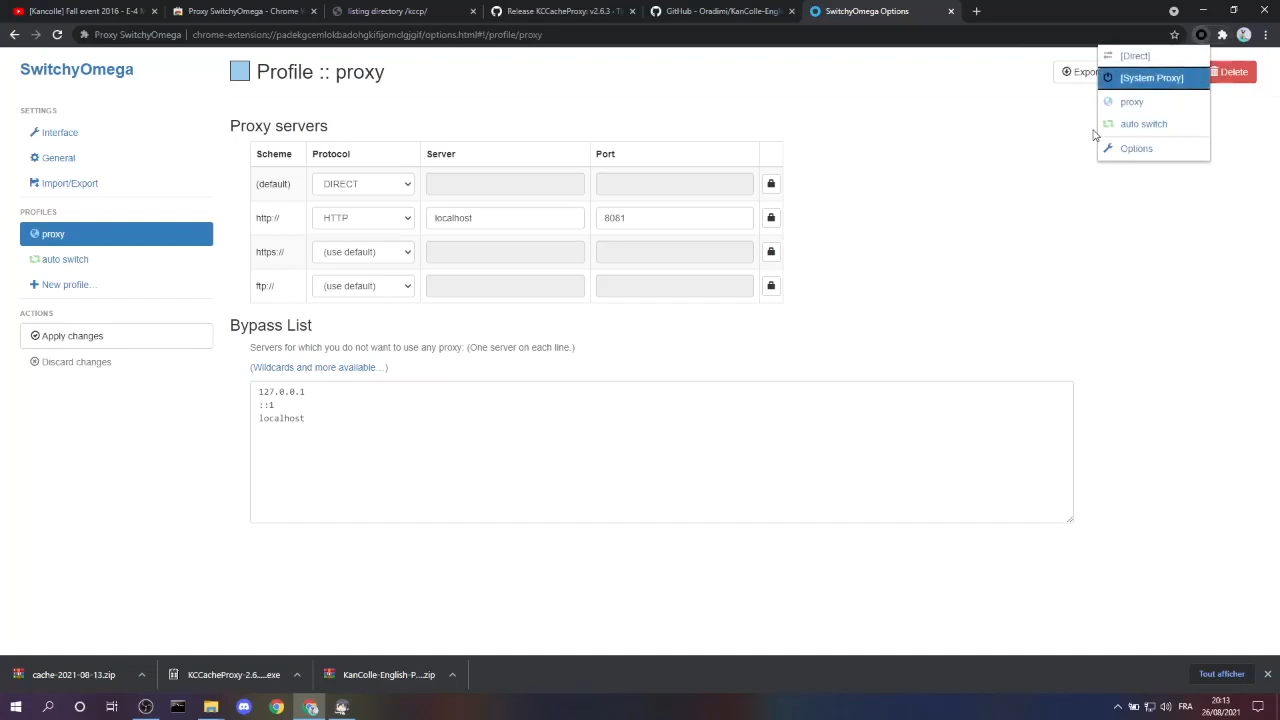 [Kancolle] Fall event 2016 - E-4 M
Proxy SwitchyOmega - Chrome W
listing directory /kccp/
Release KCCacheProxy: v2.6.3 - Ti
GitHub - Oradimi/KanColle-Englis
SwitchyOmega Options
Proxy SwitchyOmega | chrome-extension://padekgcemlokbadohgkifijomclgjgif/options.html#!/profile/proxy
SwitchyOmega
Profile :: proxy
Expor
Delete
[Direct]
[System Proxy]
proxy
auto switch
Options
SETTINGS
Interface
General
Import/Export
PROFILES
proxy
auto switch
New profile…
ACTIONS
Apply changes
Discard changes
Proxy servers
Scheme Protocol Server Port
(default) DIRECT
http:// HTTP localhost 8081
https:// (use default)
ftp:// (use default)
Bypass List
Servers for which you do not want to use any proxy: (One server on each line.)
(Wildcards and more available…)
127.0.0.1
::1
localhost
cache-2021-08-13.zip
KCCacheProxy-2.6.....exe
KanColle-English-P....zip
Tout afficher
FRA
20:13
26/08/2021